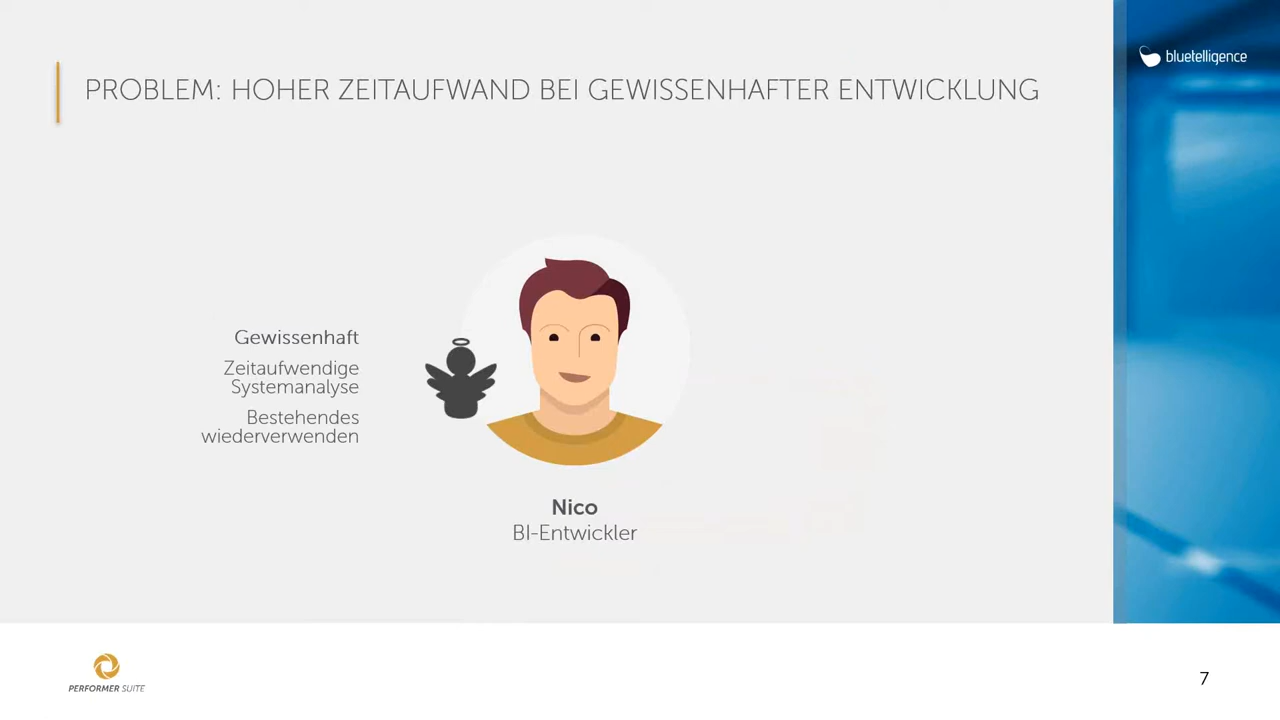 PROBLEM: HOHER ZEITAUFWAND BEI GEWISSENHAFTER ENTWICKLUNG
bluetelligence
Gewissenhaft
Zeitaufwendige
Systemanalyse
Bestehendes
wiederverwenden
Nico
BI-Entwickler
PERFORMER SUITE
7